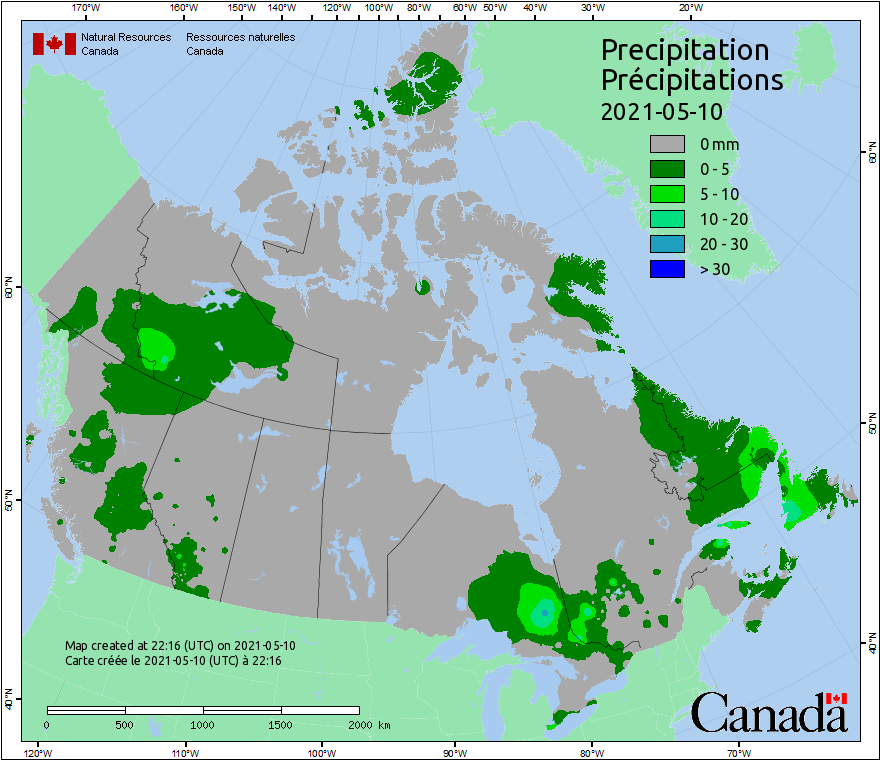 170°W 160°W 150°W 140°W 120°W 100°W 80°W 60°W 50°W 40°W 30°W 20°W
Natural Resources Ressources naturelles
Canada Canada
Precipitation
Précipitations
2021-05-10
0 mm
0 - 5
5 - 10
10 - 20
20 - 30
> 30
60°N
60°N
50°N
50°N
40°N
40°N
Map created at 22:16 (UTC) on 2021-05-10
Carte créée le 2021-05-10 (UTC) à 22:16
0 500 1000 1500 2000 km
Canada
120°W 110°W 100°W 90°W 80°W 70°W